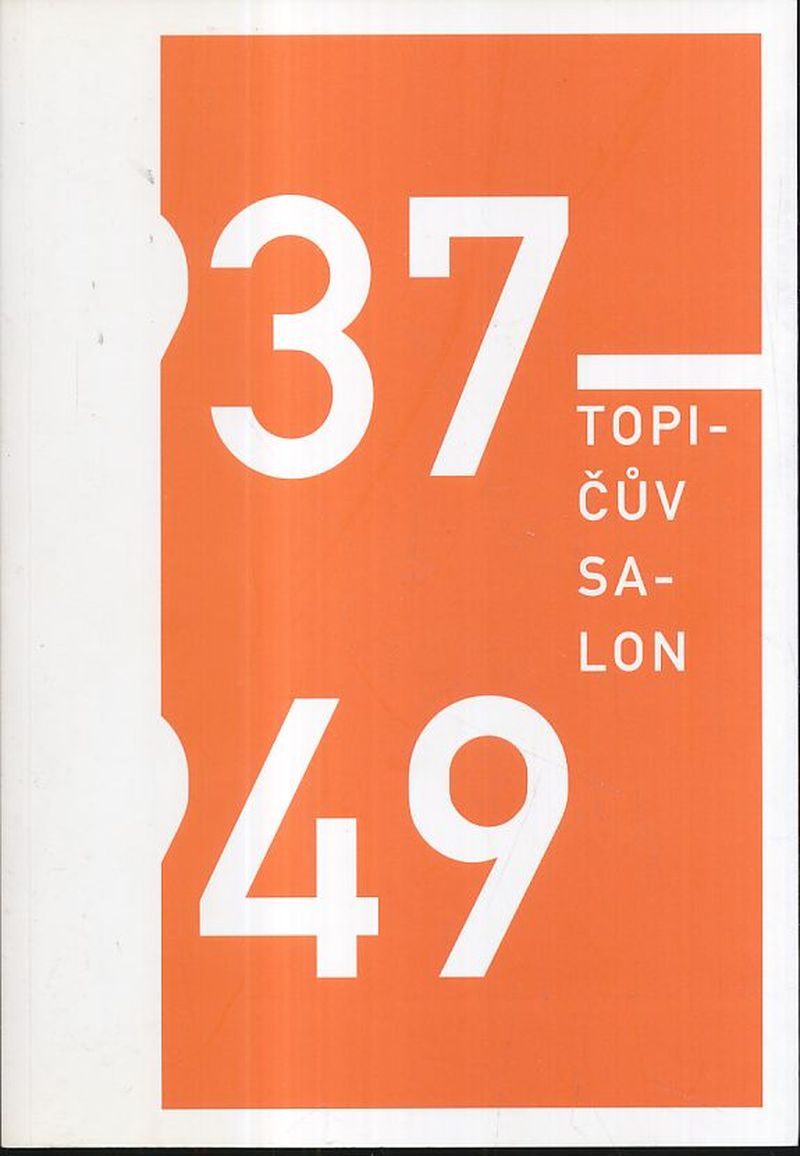 37—
TOPI-
ČŮV
SA-
LON
49